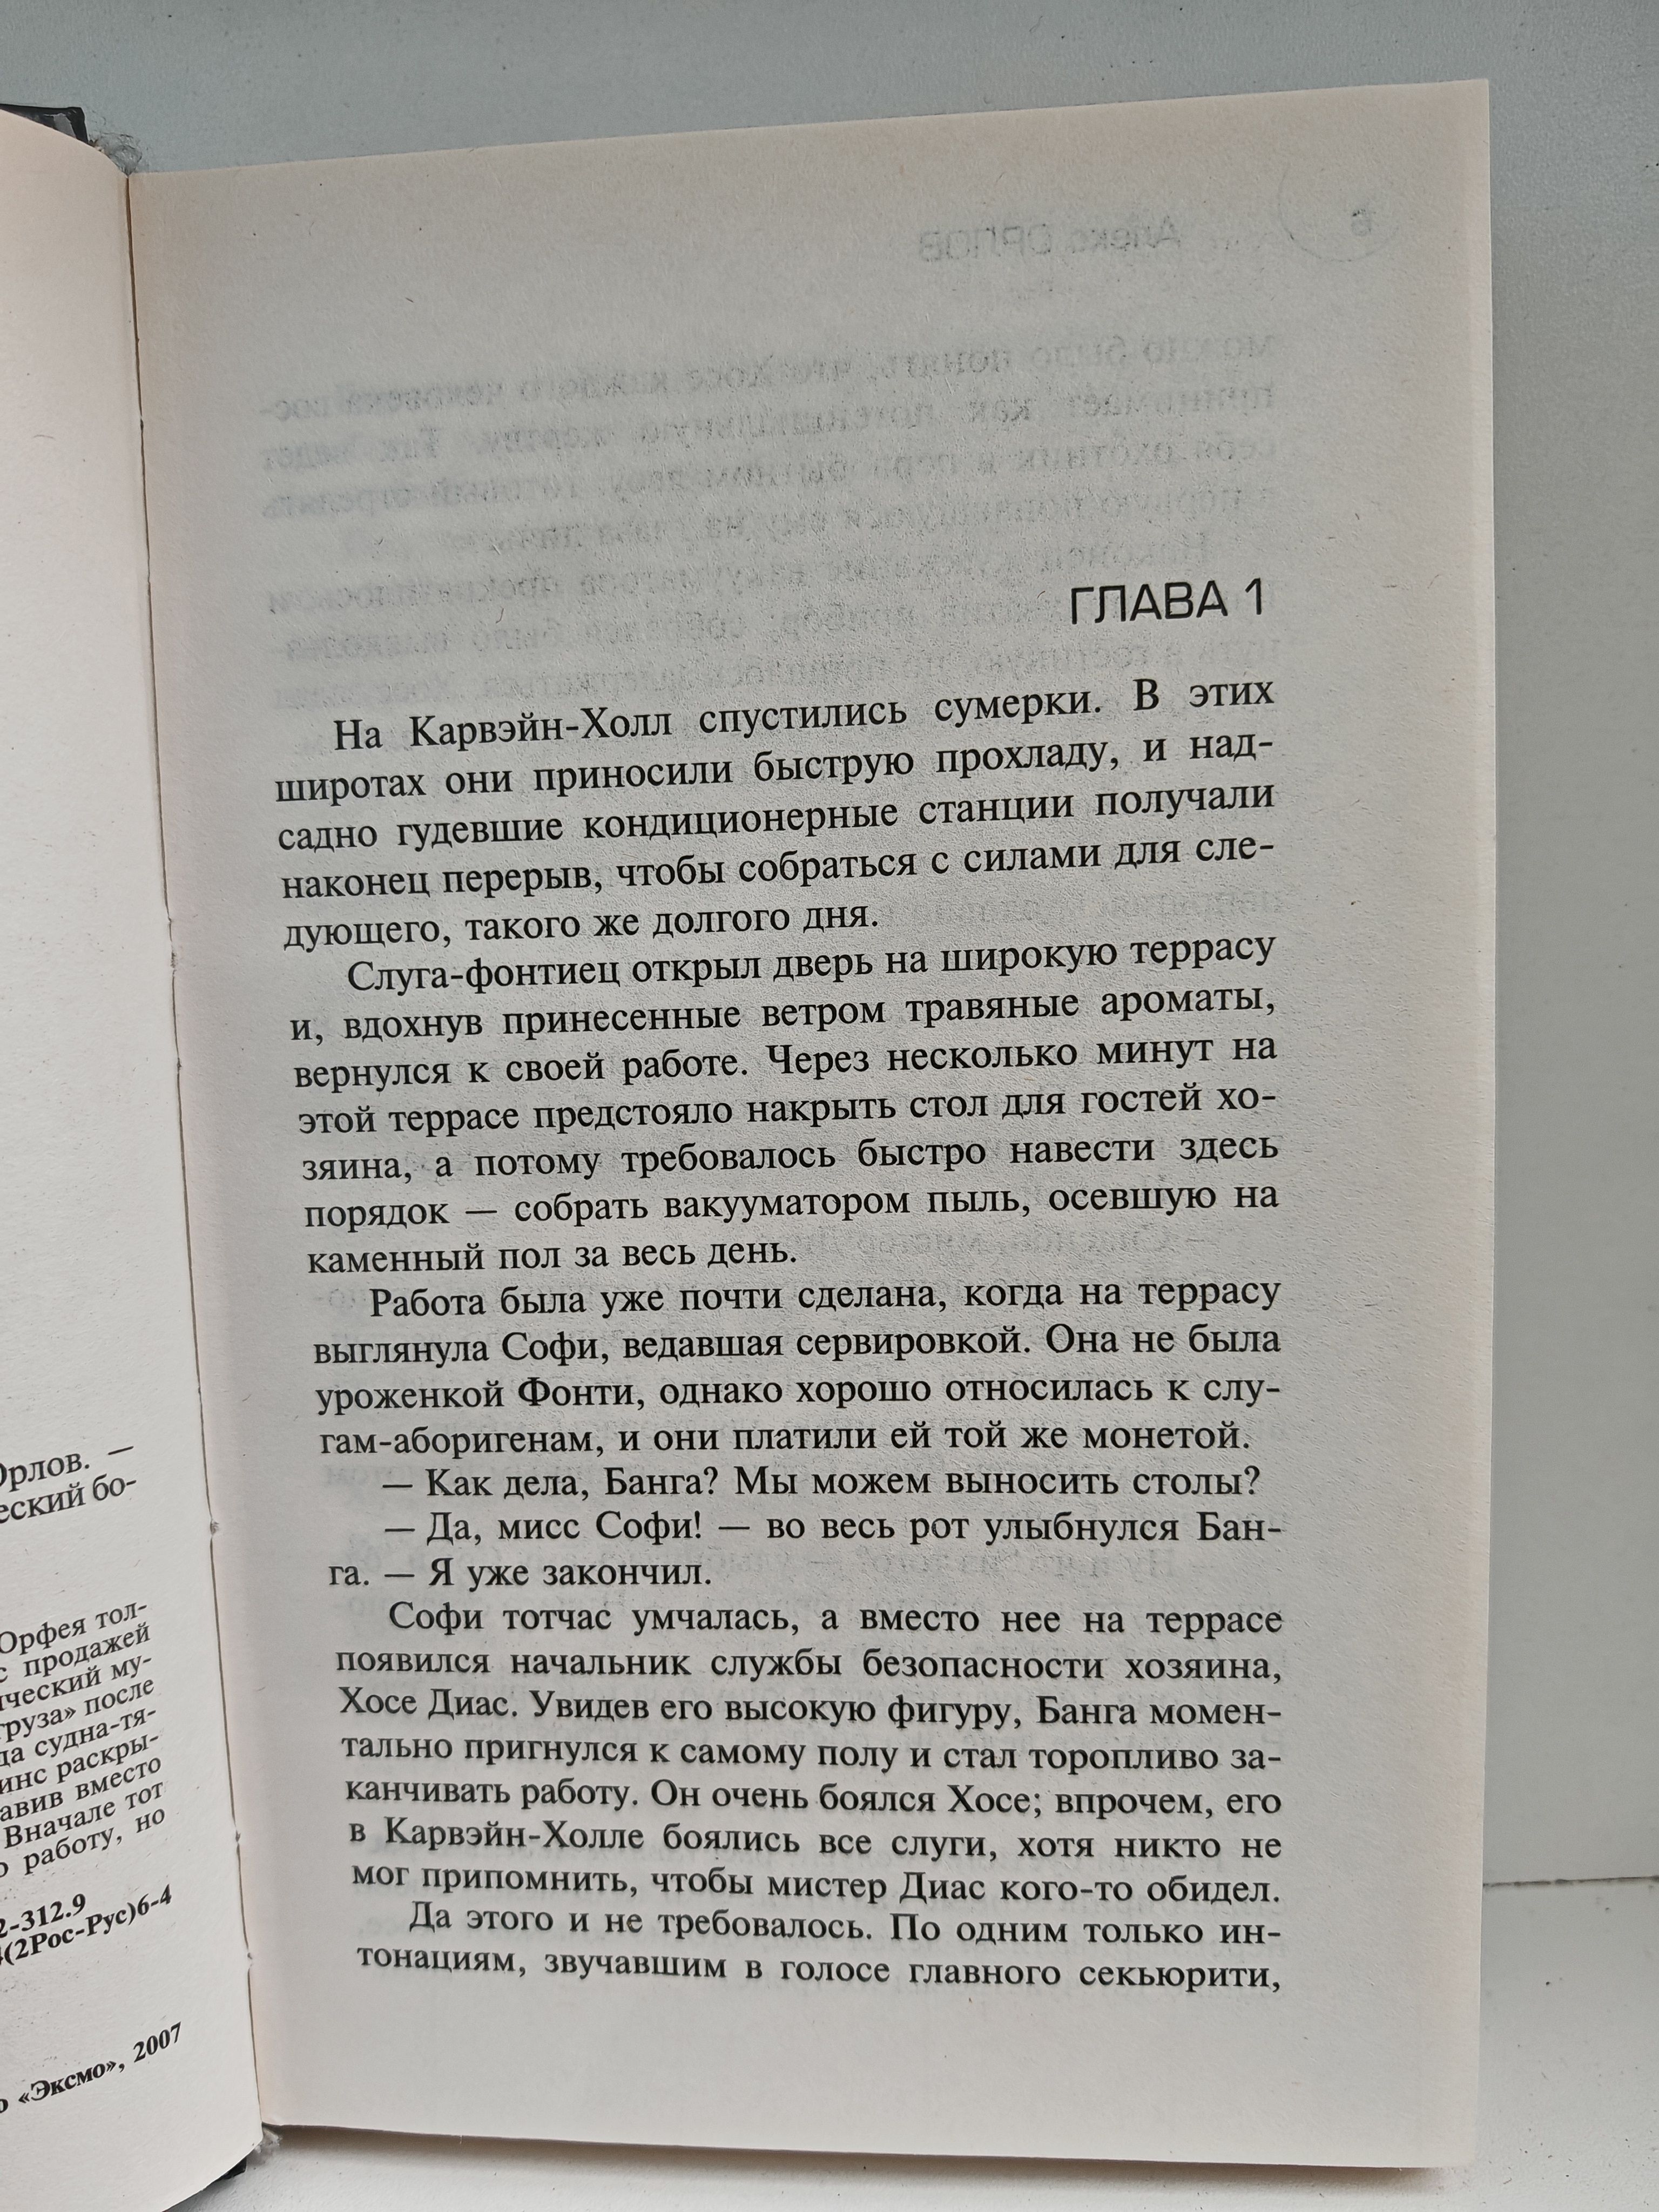 Орлов. —
еский бо-
Орфея тол-
с продажей
ический му-
груза» после
да судна-тя-
инс раскры-
авив вместо
Вначале тот
работу, но
2-312.9
(2Рос-Рус)6-4
«Эксмо», 2007
6
Алекс ОРЛОВ
ГЛАВА 1
На Карвэйн-Холл спустились сумерки. В этих
широтах они приносили быструю прохладу, и над-
садно гудевшие кондиционерные станции получали
наконец перерыв, чтобы собраться с силами для сле-
дующего, такого же долгого дня.
Слуга-фонтиец открыл дверь на широкую террасу
и, вдохнув принесенные ветром травяные ароматы,
вернулся к своей работе. Через несколько минут на
этой террасе предстояло накрыть стол для гостей хо-
зяина, а потому требовалось быстро навести здесь
порядок — собрать вакууматором пыль, осевшую на
каменный пол за весь день.
Работа была уже почти сделана, когда на террасу
выглянула Софи, ведавшая сервировкой. Она не была
уроженкой Фонти, однако хорошо относилась к слу-
гам-аборигенам, и они платили ей той же монетой.
— Как дела, Банга? Мы можем выносить столы?
— Да, мисс Софи! — во весь рот улыбнулся Бан-
га. — Я уже закончил.
Софи тотчас умчалась, а вместо нее на террасе
появился начальник службы безопасности хозяина,
Хосе Диас. Увидев его высокую фигуру, Банга момен-
тально пригнулся к самому полу и стал торопливо за-
канчивать работу. Он очень боялся Хосе; впрочем, его
в Карвэйн-Холле боялись все слуги, хотя никто не
мог припомнить, чтобы мистер Диас кого-то обидел.
Да этого и не требовалось. По одним только ин-
тонациям, звучавшим в голосе главного секьюрити,